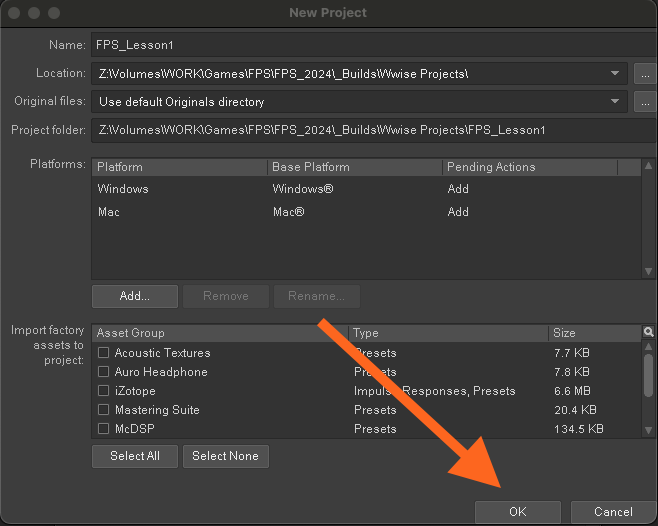 New Project
Name: FPS_Lesson1
Location: Z:\Volumes\WORK\Games\FPS\FPS_2024\_Builds\Wwise Projects\ ...
Original files: Use default Originals directory ...
Project folder: Z:\Volumes\WORK\Games\FPS\FPS_2024\_Builds\Wwise Projects\FPS_Lesson1
Platforms: Platform Base Platform Pending Actions
Windows Windows® Add
Mac Mac® Add
Add... Remove Rename...
Import factory assets to project: Asset Group Type Size
Acoustic Textures Presets 7.7 KB
Auro Headphone Presets 7.8 KB
iZotope Impulse Responses, Presets 6.6 MB
Mastering Suite Presets 20.4 KB
McDSP Presets 134.5 KB
Select All Select None
OK Cancel